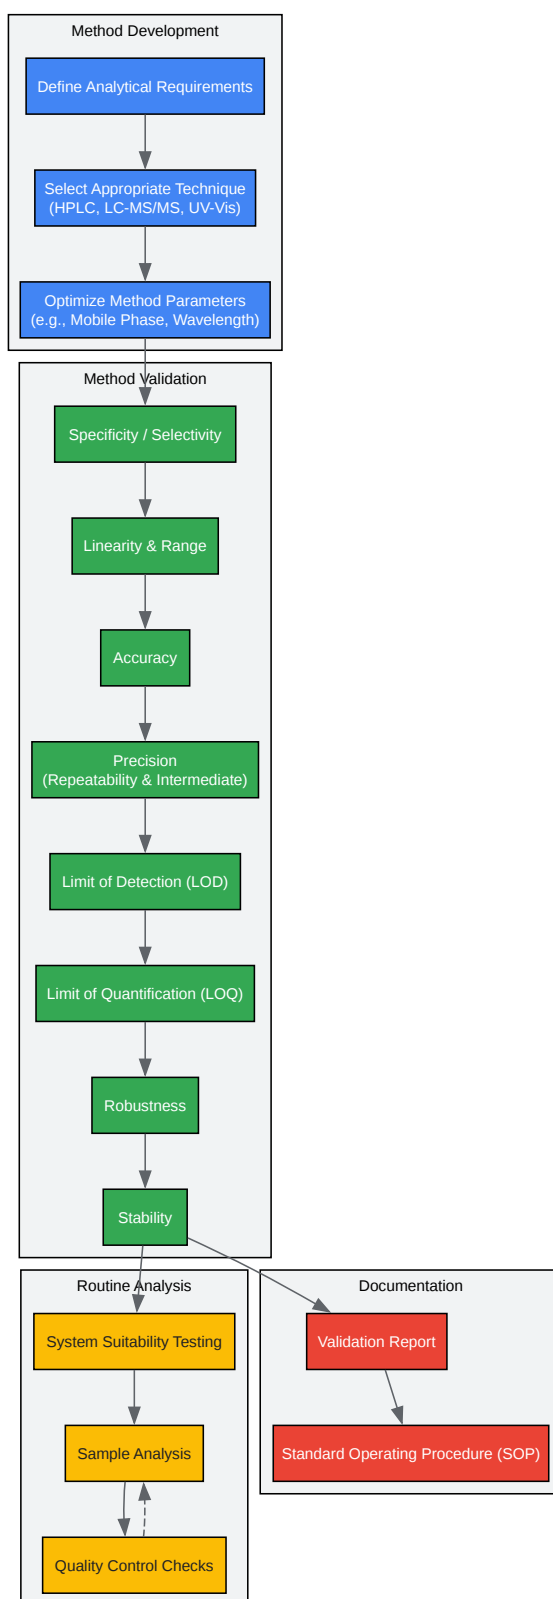 Method Development
Define Analytical Requirements
Select Appropriate Technique
(HPLC, LC-MS/MS, UV-Vis)
Optimize Method Parameters
(e.g., Mobile Phase, Wavelength)
Method Validation
Specificity / Selectivity
Linearity & Range
Accuracy
Precision
(Repeatability & Intermediate)
Limit of Detection (LOD)
Limit of Quantification (LOQ)
Robustness
Stability
Routine Analysis
System Suitability Testing
Sample Analysis
Quality Control Checks
Documentation
Validation Report
Standard Operating Procedure (SOP)